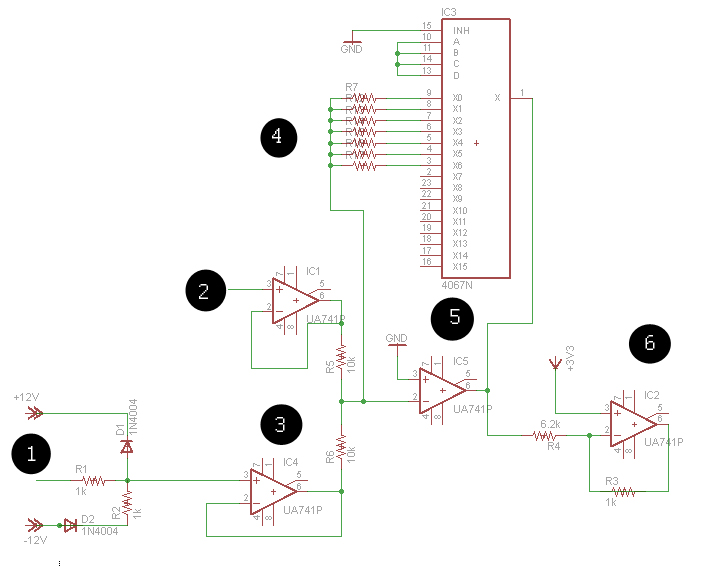 IC3
15 INH
10 A
11 B
14 C
13 D
GND
R7
9 X0 X 1
8 X1
7 X2
6 X3
5 X4
4 X5
3 X6
2 X7
23 X8
22 X9
21 X10
20 X11
19 X12
18 X13
17 X14
16 X15
4067N
4
2
IC1
3
2
7
1
5
6
4
8
UA741P
R5
10k
5
GND
IC5
3
2
7
1
5
6
4
8
UA741P
6
+3V3
IC2
3
2
7
1
5
6
4
8
UA741P
6.2k
R4
R3
1k
3
IC4
3
2
7
1
5
6
4
8
UA741P
R6
10k
+12V
D1
1N4004
1
R1
1k
R2
1k
D2
1N4004
-12V